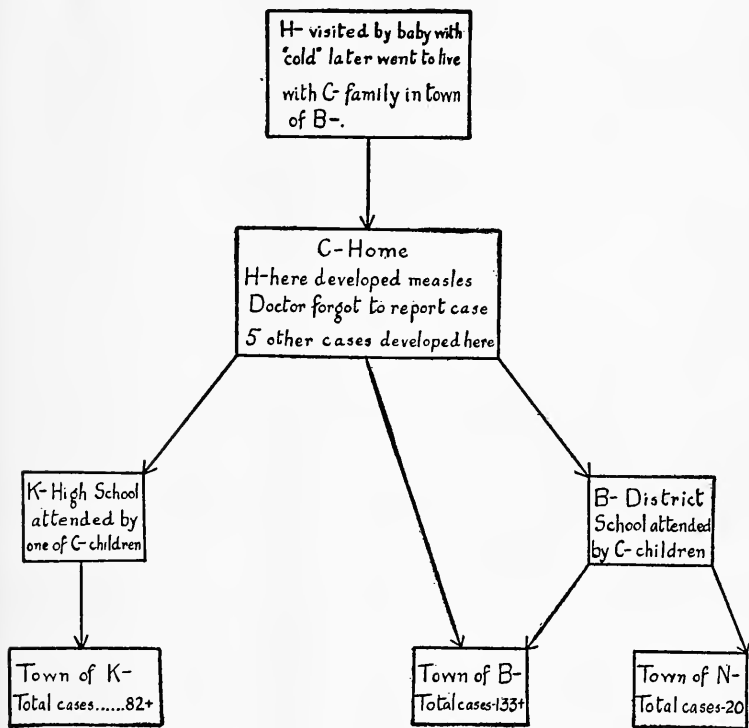 H- visited by baby with
"cold" later went to live
with C- family in town
of B-.
C-Home
H-here developed measles
Doctor forgot to report case
5 other cases developed here
K- High School
attended by
one of C- children
B- District
School attended
by C- children
Town of K-
Total cases......82+
Town of B-
Total cases-133+
Town of N-
Total cases-20